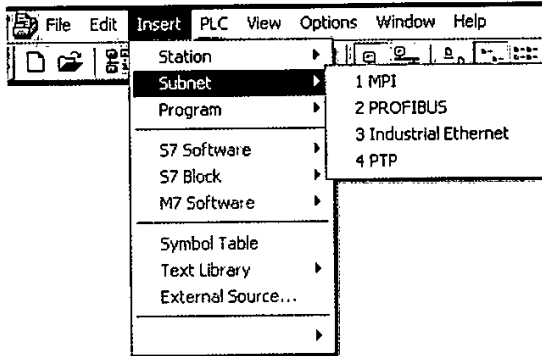 File Edit Insert PLC View Options Window Help
Station
Subnet
Program
S7 Software
S7 Block
M7 Software
Symbol Table
Text Library
External Source...
1 MPI
2 PROFIBUS
3 Industrial Ethernet
4 PTP